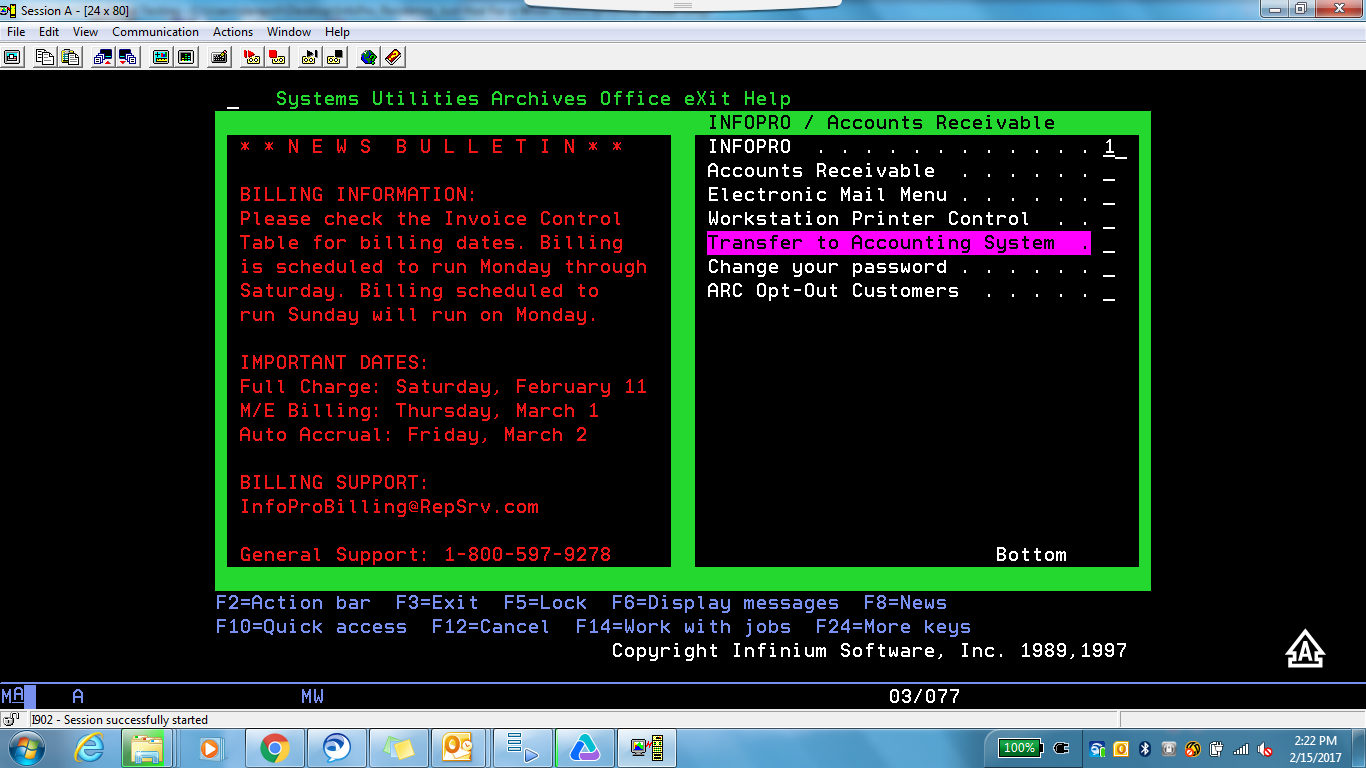 Session A - [24 x 80]
File Edit View Communication Actions Window Help
Systems Utilities Archives Office eXit Help
INFOPRO / Accounts Receivable
* * N E W S B U L L E T I N * *
BILLING INFORMATION:
Please check the Invoice Control
Table for billing dates. Billing
is scheduled to run Monday through
Saturday. Billing scheduled to
run Sunday will run on Monday.
IMPORTANT DATES:
Full Charge: Saturday, February 11
M/E Billing: Thursday, March 1
Auto Accrual: Friday, March 2
BILLING SUPPORT:
InfoProBilling@RepSrv.com
General Support: 1-800-597-9278
INFOPRO . . . . . . . . . . . . 1_
Accounts Receivable . . . . . . _
Electronic Mail Menu . . . . . . _
Workstation Printer Control . . _
Transfer to Accounting System . _
Change your password . . . . . . _
ARC Opt-Out Customers . . . . . _
Bottom
F2=Action bar F3=Exit F5=Lock F6=Display messages F8=News
F10=Quick access F12=Cancel F14=Work with jobs F24=More keys
Copyright Infinium Software, Inc. 1989,1997
A
MA A MW 03/077
I902 - Session successfully started
100%
2:22 PM
2/15/2017